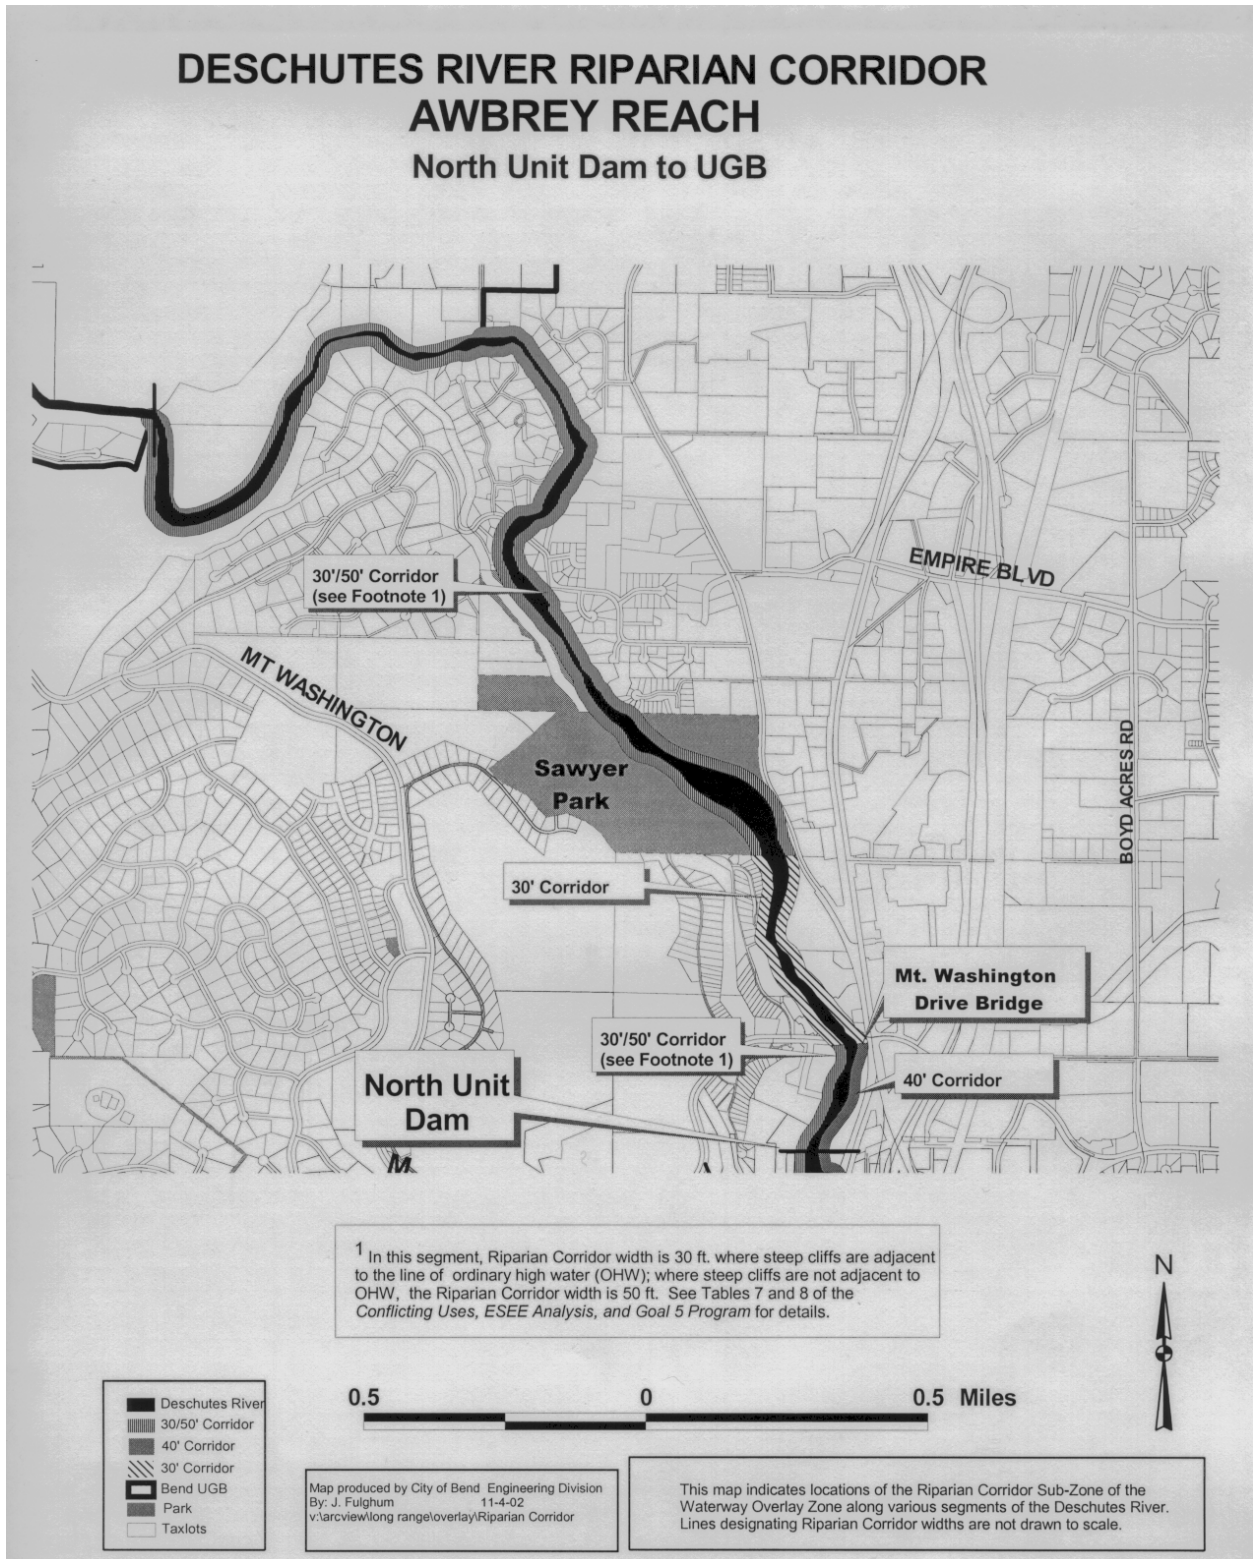 DESCHUTES RIVER RIPARIAN CORRIDOR
AWBREY REACH
North Unit Dam to UGB
EMPIRE BLVD
30'/50' Corridor
(see Footnote 1)
MT WASHINGTON
BOYD ACRES RD
Sawyer
Park
30' Corridor
Mt. Washington
Drive Bridge
30'/50' Corridor
(see Footnote 1)
40' Corridor
North Unit
Dam
M
1 In this segment, Riparian Corridor width is 30 ft. where steep cliffs are adjacent
to the line of ordinary high water (OHW); where steep cliffs are not adjacent to
OHW, the Riparian Corridor width is 50 ft. See Tables 7 and 8 of the
Conflicting Uses, ESEE Analysis, and Goal 5 Program for details.
N
0.5 0 0.5 Miles
Deschutes River
30/50' Corridor
40' Corridor
30' Corridor
Bend UGB
Park
Taxlots
Map produced by City of Bend Engineering Division
By: J. Fulghum 11-4-02
v:\arcview\long range\overlay\Riparian Corridor
This map indicates locations of the Riparian Corridor Sub-Zone of the
Waterway Overlay Zone along various segments of the Deschutes River.
Lines designating Riparian Corridor widths are not drawn to scale.